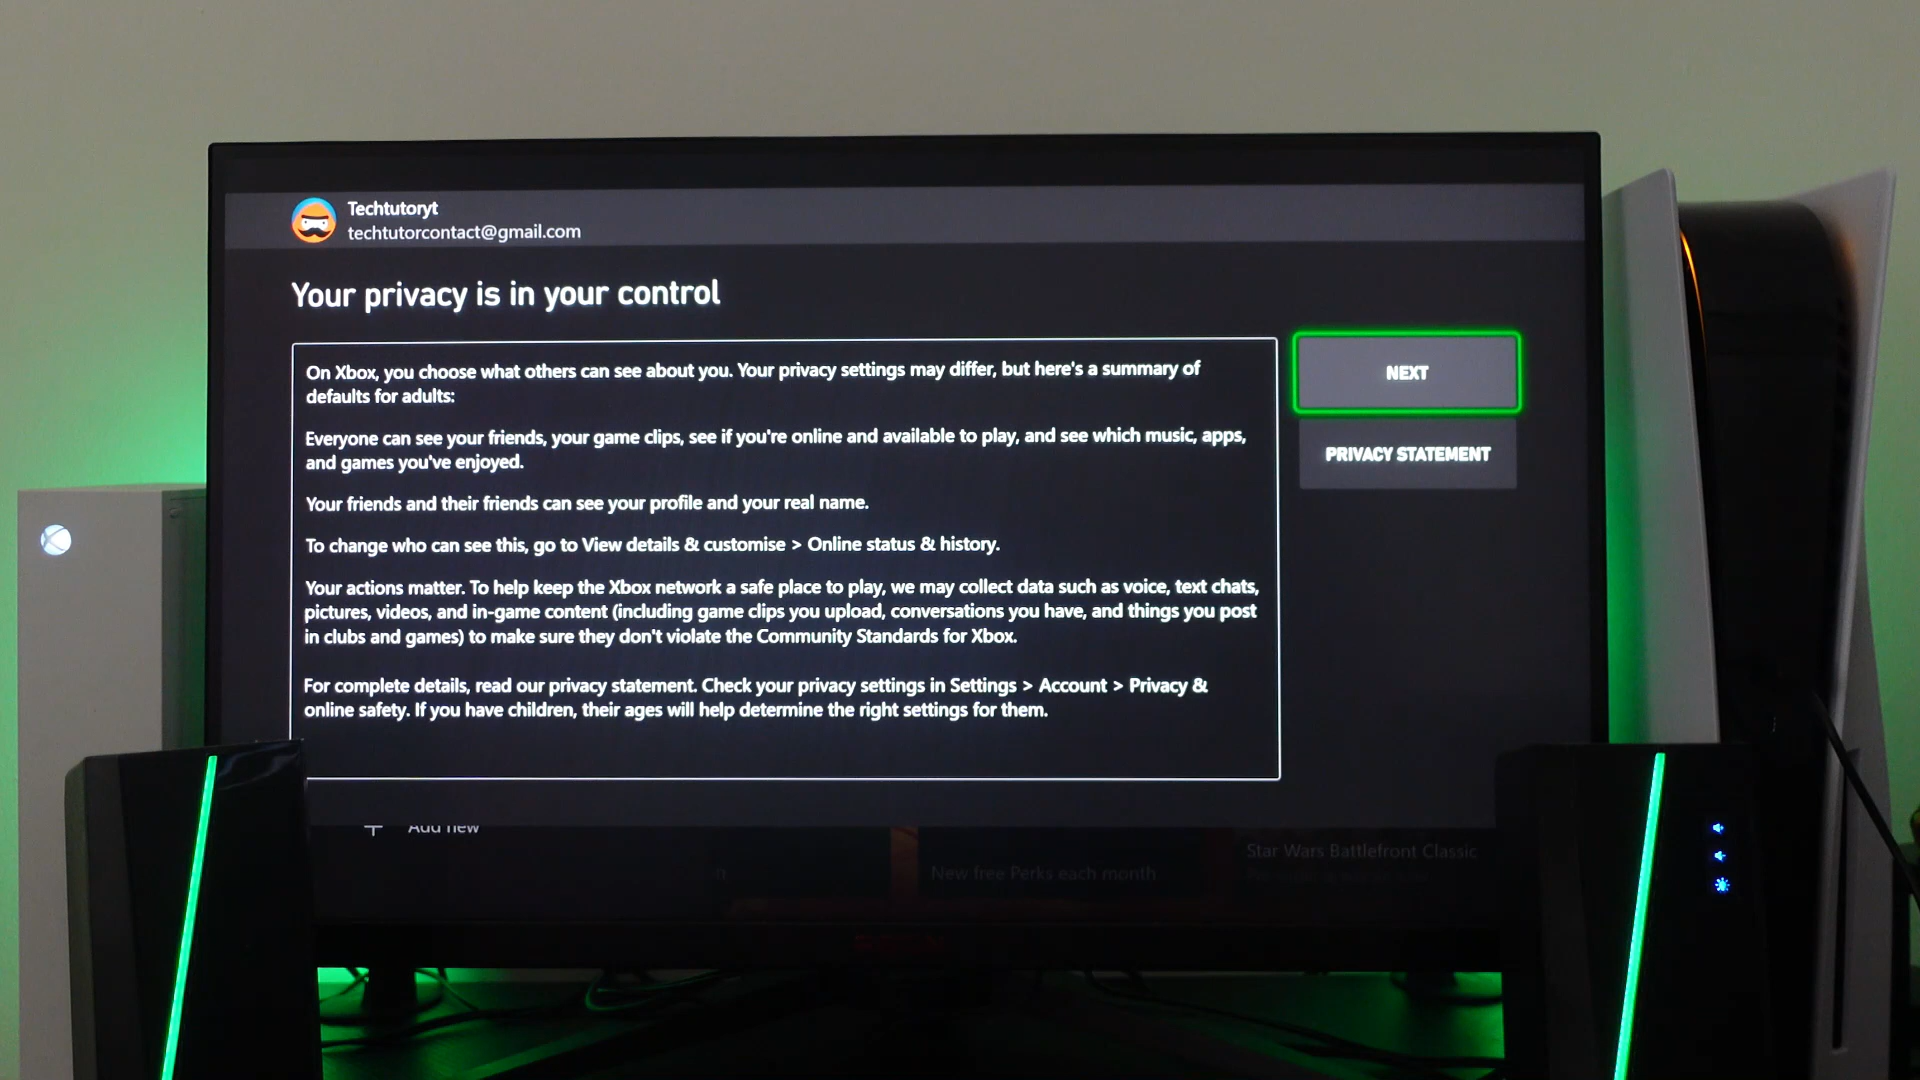 Techtutoryt
techtutorcontact@gmail.com
Your privacy is in your control
On Xbox, you choose what others can see about you. Your privacy settings may differ, but here's a summary of
defaults for adults:
Everyone can see your friends, your game clips, see if you're online and available to play, and see which music, apps,
and games you've enjoyed.
Your friends and their friends can see your profile and your real name.
To change who can see this, go to View details & customise > Online status & history.
Your actions matter. To help keep the Xbox network a safe place to play, we may collect data such as voice, text chats,
pictures, videos, and in-game content (including game clips you upload, conversations you have, and things you post
in clubs and games) to make sure they don't violate the Community Standards for Xbox.
For complete details, read our privacy statement. Check your privacy settings in Settings > Account > Privacy &
online safety. If you have children, their ages will help determine the right settings for them.
NEXT
PRIVACY STATEMENT
Add new
New free Perks each month
Star Wars Battlefront Classic